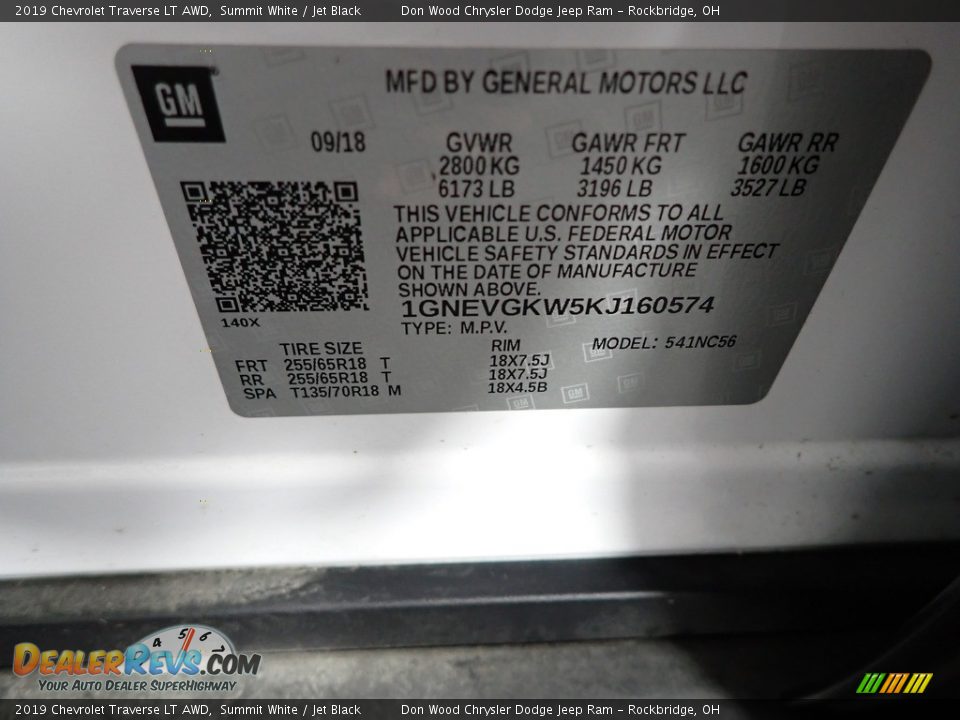 2019 Chevrolet Traverse LT AWD, Summit White / Jet Black Don Wood Chrysler Dodge Jeep Ram - Rockbridge, OH
GM
MFD BY GENERAL MOTORS LLC
09/18 GVWR GAWR FRT GAWR RR
2800 KG 1450 KG 1600 KG
6173 LB 3196 LB 3527 LB
THIS VEHICLE CONFORMS TO ALL
APPLICABLE U.S. FEDERAL MOTOR
VEHICLE SAFETY STANDARDS IN EFFECT
ON THE DATE OF MANUFACTURE
SHOWN ABOVE.
1GNEVGKW5KJ160574
140X
TYPE: M.P.V.
TIRE SIZE RIM MODEL: 541NC56
FRT 255/65R18 T 18X7.5J
RR 255/65R18 T 18X7.5J
SPA T135/70R18 M 18X4.5B
4 5 6 7
DEALERREVS.COM
YOUR AUTO DEALER SUPERHIGHWAY
2019 Chevrolet Traverse LT AWD, Summit White / Jet Black Don Wood Chrysler Dodge Jeep Ram - Rockbridge, OH